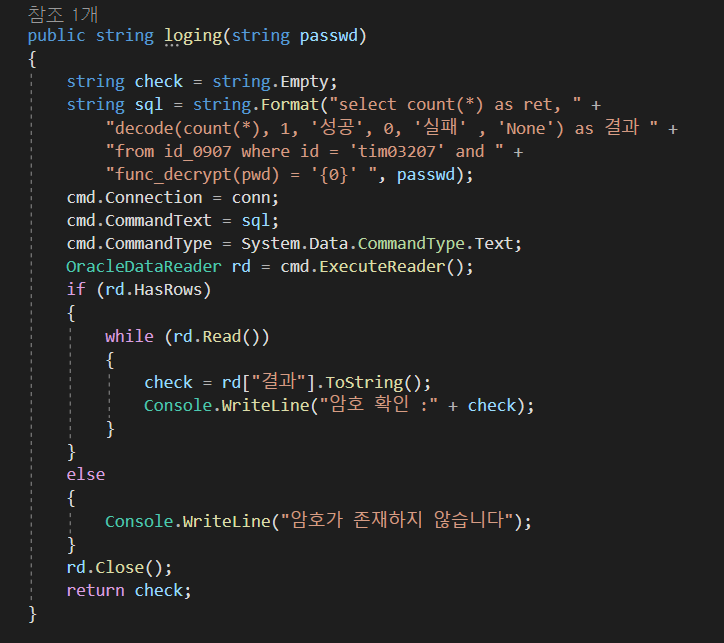 참조 1개
public string loging(string passwd)
{
string check = string.Empty;
string sql = string.Format("select count(*) as ret, " +
"decode(count(*), 1, '성공', 0, '실패' , 'None') as 결과 " +
"from id_0907 where id = 'tim03207' and " +
"func_decrypt(pwd) = '{0}' ", passwd);
cmd.Connection = conn;
cmd.CommandText = sql;
cmd.CommandType = System.Data.CommandType.Text;
OracleDataReader rd = cmd.ExecuteReader();
if (rd.HasRows)
{
while (rd.Read())
{
check = rd["결과"].ToString();
Console.WriteLine("암호 확인 :" + check);
}
}
else
{
Console.WriteLine("암호가 존재하지 않습니다");
}
rd.Close();
return check;
}